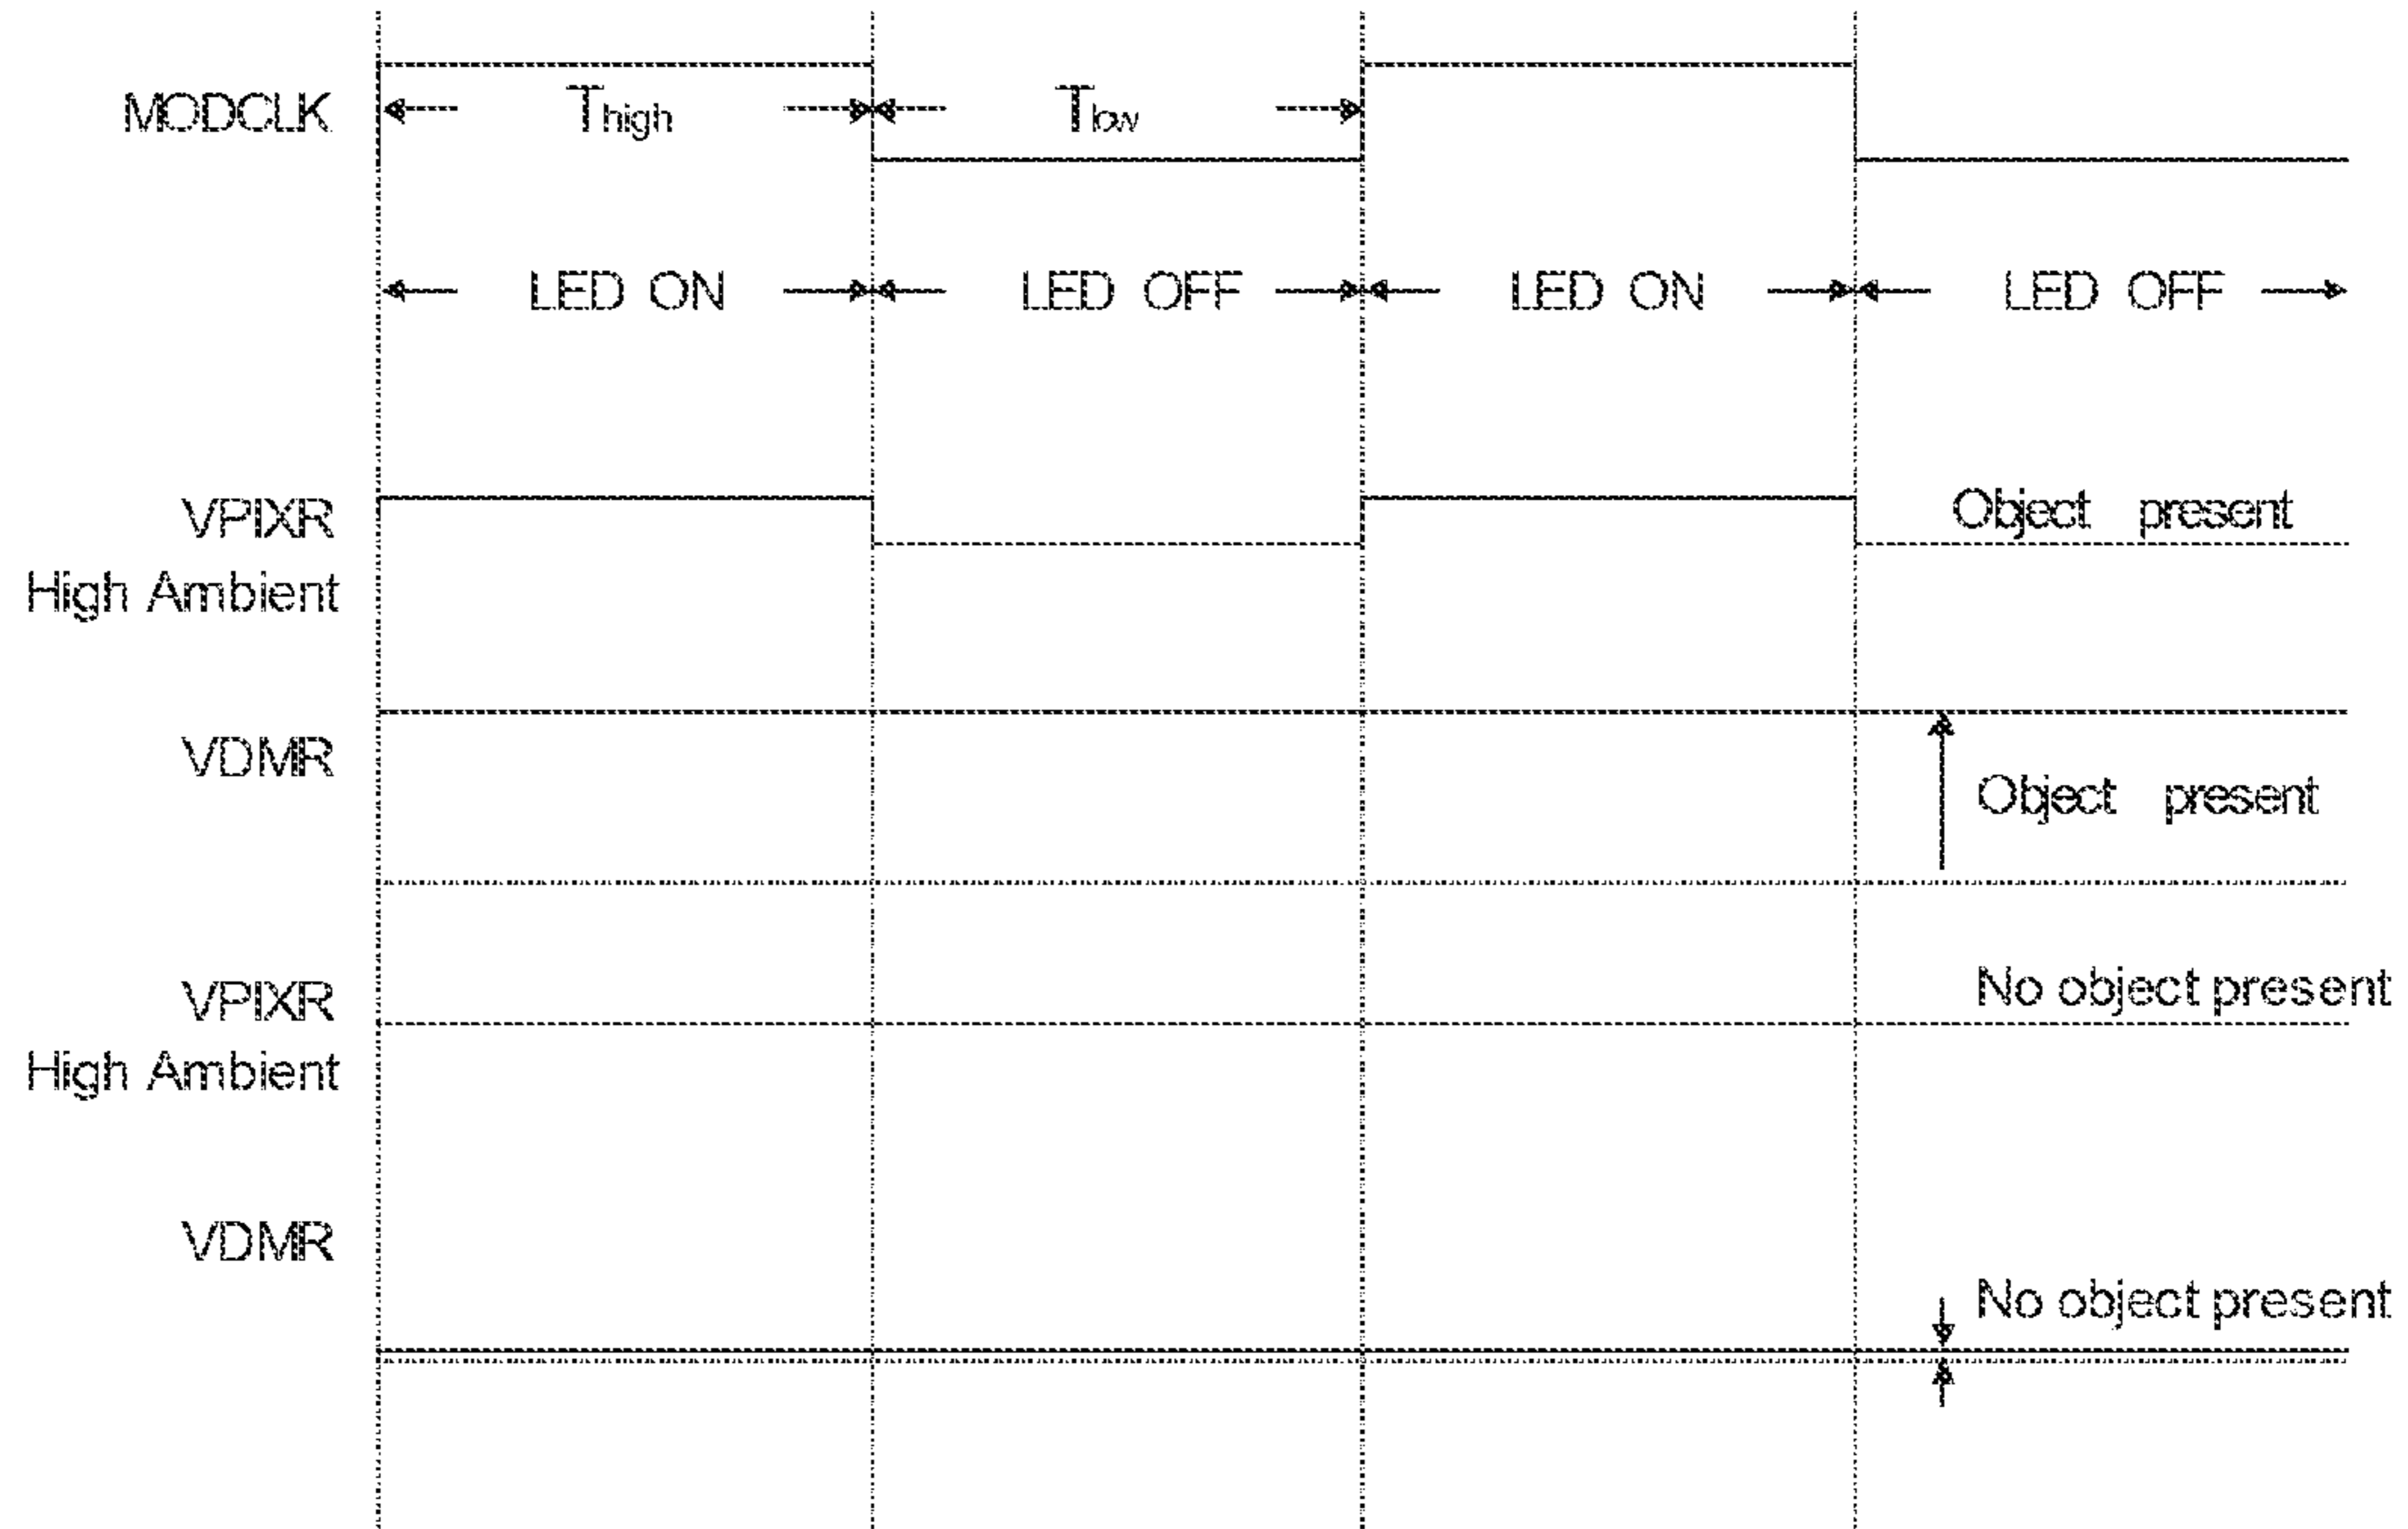 MODCLK Thigh Tlow
LED ON LED OFF LED ON LED OFF
VPIXR Object present
High Ambient
VDMR
Object present
VPIXR No object present
High Ambient
VDMR
No object present